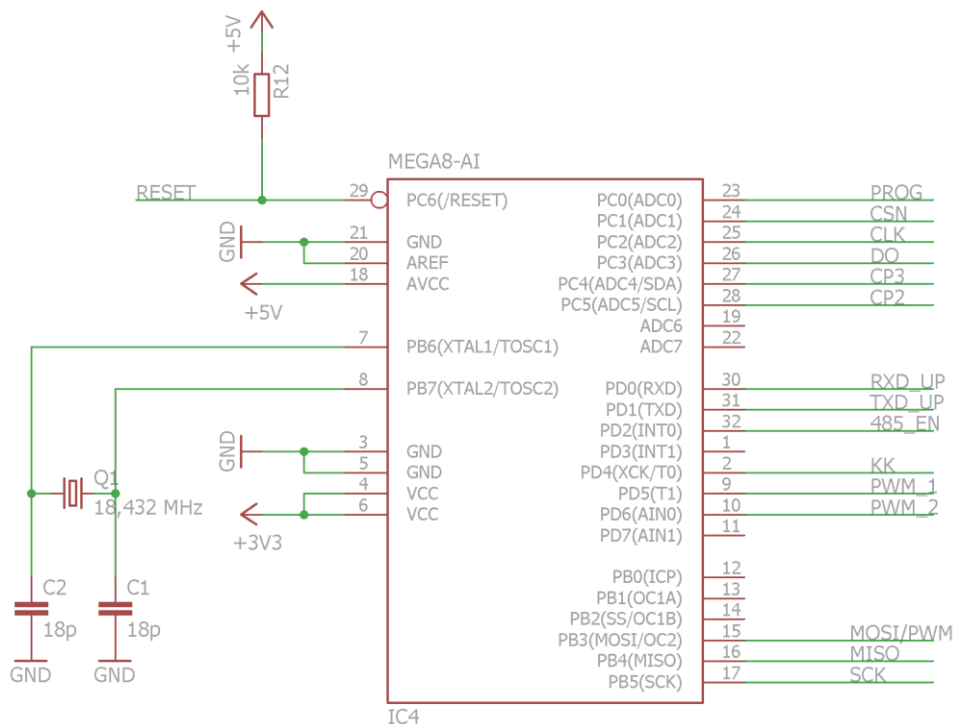 +5V
10k
R12
MEGA8-AI
RESET 29 PC6(/RESET) PC0(ADC0) 23 PROG
PC1(ADC1) 24 CSN
GND 21 GND PC2(ADC2) 25 CLK
20 AREF PC3(ADC3) 26 DO
18 AVCC PC4(ADC4/SDA) 27 CP3
+5V PC5(ADC5/SCL) 28 CP2
ADC6 19
7 PB6(XTAL1/TOSC1) ADC7 22
8 PB7(XTAL2/TOSC2) PD0(RXD) 30 RXD_UP
PD1(TXD) 31 TXD_UP
PD2(INT0) 32 485_EN
GND 3 GND PD3(INT1) 1
5 GND PD4(XCK/T0) 2 KK
Q1 4 VCC PD5(T1) 9 PWM_1
18,432 MHz 6 VCC PD6(AIN0) 10 PWM_2
+3V3 PD7(AIN1) 11
PB0(ICP) 12
C2 C1 PB1(OC1A) 13
PB2(SS/OC1B) 14
18p 18p PB3(MOSI/OC2) 15 MOSI/PWM
PB4(MISO) 16 MISO
GND GND PB5(SCK) 17 SCK
IC4